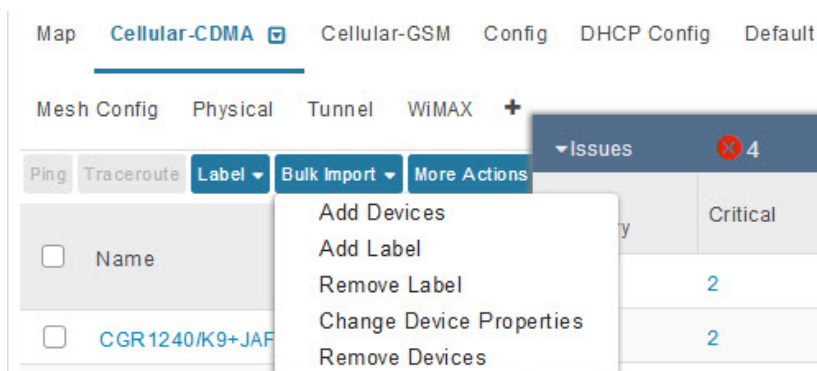 Map Cellular-CDMA Cellular-GSM Config DHCP Config Default
Mesh Config Physical Tunnel WiMAX +
Issues 4
Ping Traceroute Label Bulk Import More Actions
Add Devices
Add Label
Remove Label
Change Device Properties
Remove Devices
Name
Critical
2
CGR1240/K9+JAF
2